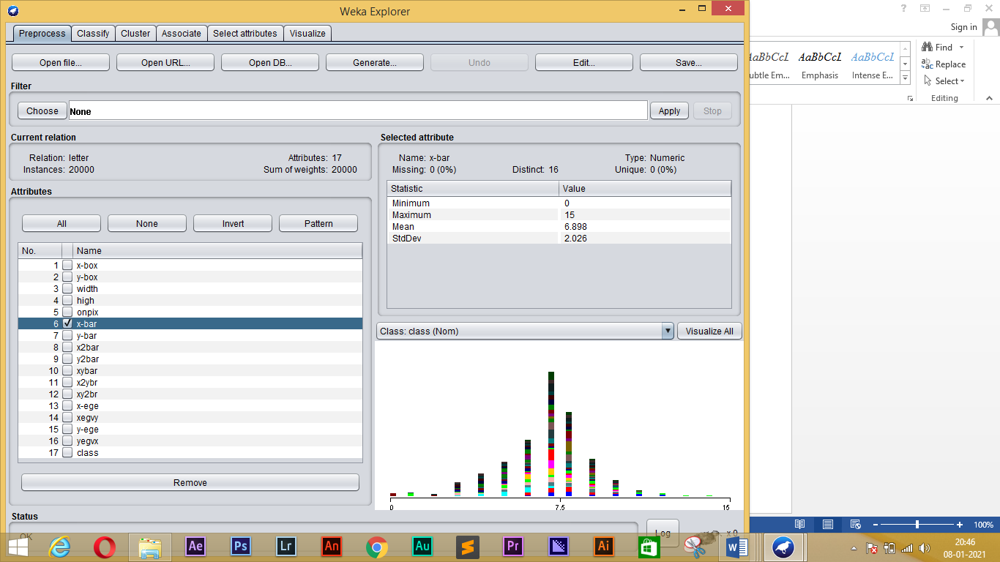 Weka Explorer
Preprocess Classify Cluster Associate Select attributes Visualize
Open file... Open URL... Open DB... Generate... Undo Edit... Save...
Filter
Choose None Apply Stop
Current relation
Relation: letter Attributes: 17
Instances: 20000 Sum of weights: 20000
Attributes
All None Invert Pattern
No. Name
1 x-box
2 y-box
3 width
4 high
5 onpix
6 x-bar
7 y-bar
8 x2bar
9 y2bar
10 xybar
11 x2ybr
12 xy2br
13 x-ege
14 xegvy
15 y-ege
16 yegvx
17 class
Remove
Status
OK
Selected attribute
Name: x-bar Type: Numeric
Missing: 0 (0%) Distinct: 16 Unique: 0 (0%)
Statistic Value
Minimum 0
Maximum 15
Mean 6.898
StdDev 2.026
Class: class (Nom) Visualize All
0 7.5 15
Log x 0
?
Sign in
AaBbCcI AaBbCcI AaBbCcI
ubtle Em... Emphasis Intense E...
Find
Replace
Select
Editing
100%
Ae Ps Lr An Au S Pr Ai W
20:46
08-01-2021